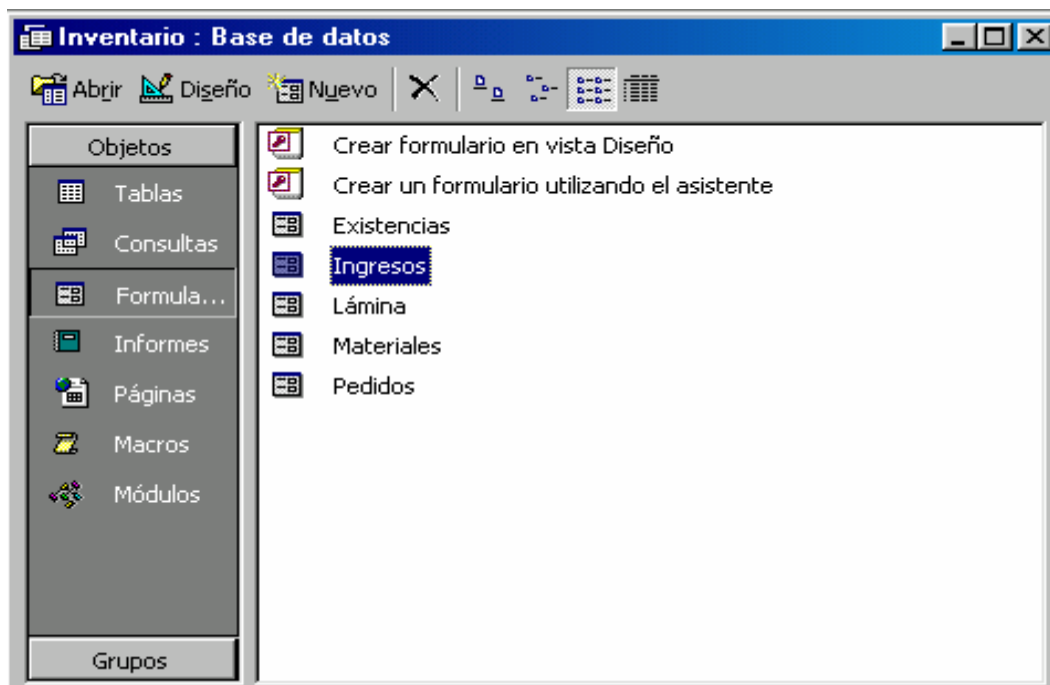 Inventario : Base de datos
Abrir Diseño Nuevo
Objetos
Tablas
Consultas
Formula...
Informes
Páginas
Macros
Módulos
Grupos
Crear formulario en vista Diseño
Crear un formulario utilizando el asistente
Existencias
Ingresos
Lámina
Materiales
Pedidos